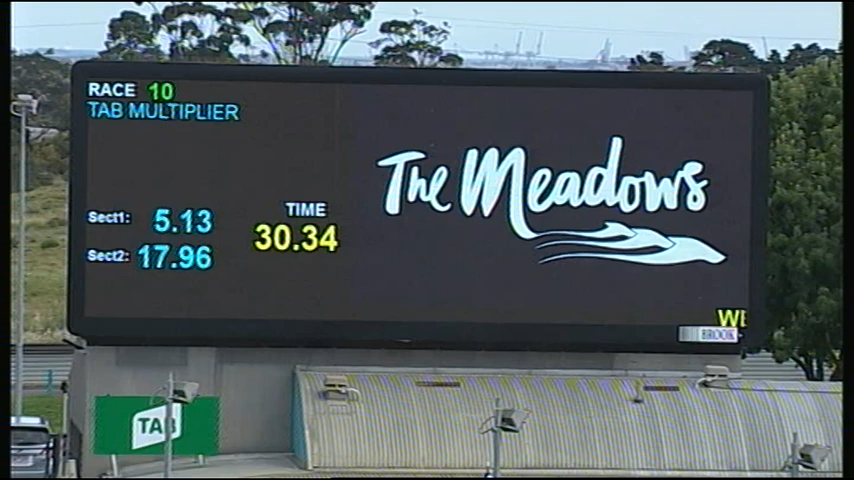 RACE 10
TAB MULTIPLIER
The Meadows
Sect1: 5.13
TIME
Sect2: 17.96
30.34
WE
BROOK
TAB